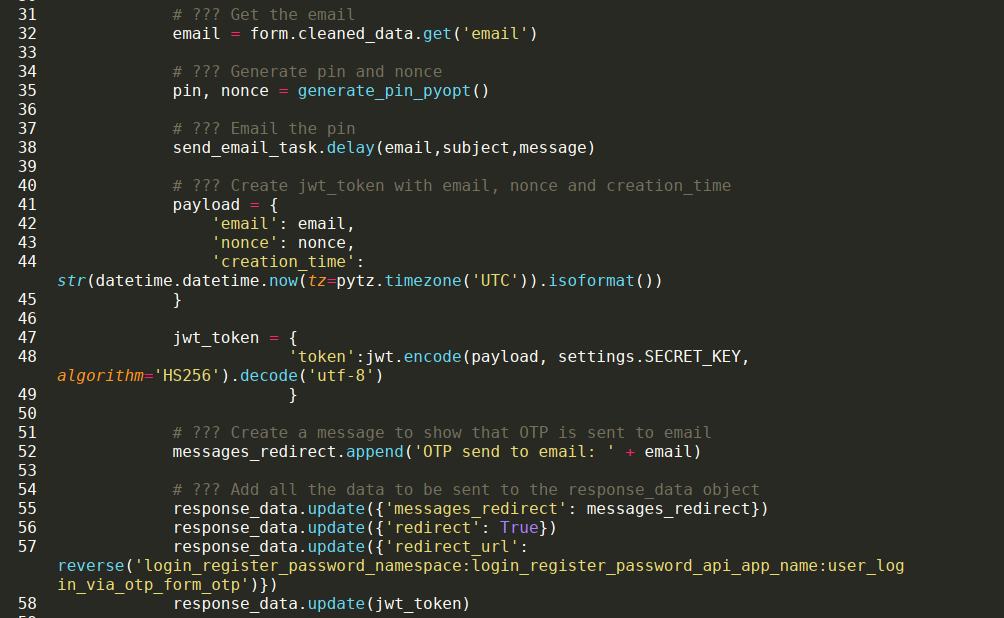 31 # ??? Get the email
32 email = form.cleaned_data.get('email')
33
34 # ??? Generate pin and nonce
35 pin, nonce = generate_pin_pyopt()
36
37 # ??? Email the pin
38 send_email_task.delay(email,subject,message)
39
40 # ??? Create jwt_token with email, nonce and creation_time
41 payload = {
42 'email': email,
43 'nonce': nonce,
44 'creation_time':
str(datetime.datetime.now(tz=pytz.timezone('UTC')).isoformat())
45 }
46
47 jwt_token = {
48 'token':jwt.encode(payload, settings.SECRET_KEY,
algorithm='HS256').decode('utf-8')
49 }
50
51 # ??? Create a message to show that OTP is sent to email
52 messages_redirect.append('OTP send to email: ' + email)
53
54 # ??? Add all the data to be sent to the response_data object
55 response_data.update({'messages_redirect': messages_redirect})
56 response_data.update({'redirect': True})
57 response_data.update({'redirect_url':
reverse('login_register_password_namespace:login_register_password_api_app_name:user_log
in_via_otp_form_otp')})
58 response_data.update(jwt_token)